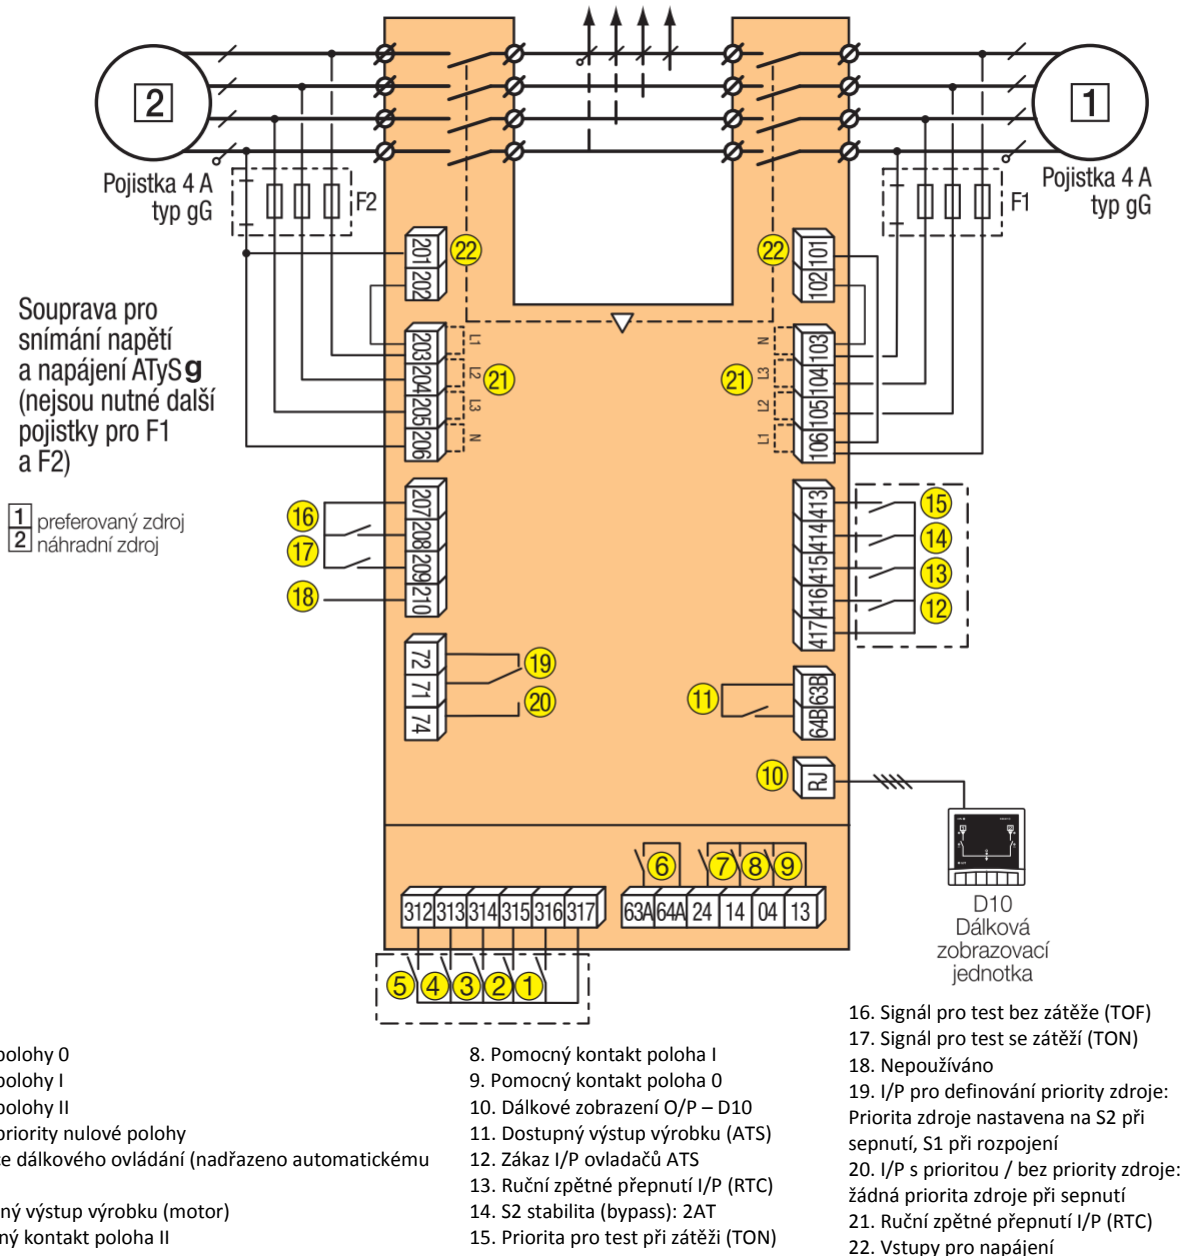 2
1
Pojistka 4 A
typ gG
F2
F1
Pojistka 4 A
typ gG
201
202
22
22
101
102
Souprava pro
snímání napětí
a napájení ATyS g
(nejsou nutné další
pojistky pro F1
a F2)
203
204
205
206
L1
L2
L3
N
21
21
N
L3
L2
L1
103
104
105
106
1 preferovaný zdroj
2 náhradní zdroj
16
17
18
207
208
209
210
413
414
415
416
417
15
14
13
12
72
71
74
19
20
11
63B
64B
10
RJ
D10
Dálková
zobrazovací
jednotka
6
7
8
9
312
313
314
315
316
317
63A
64A
24
14
04
13
5
4
3
2
1
polohy 0
polohy I
polohy II
priority nulové polohy
e dálkového ovládání (nadřazeno automatickému
ný výstup výrobku (motor)
ný kontakt poloha II
8. Pomocný kontakt poloha I
9. Pomocný kontakt poloha 0
10. Dálkové zobrazení O/P – D10
11. Dostupný výstup výrobku (ATS)
12. Zákaz I/P ovladačů ATS
13. Ruční zpětné přepnutí I/P (RTC)
14. S2 stabilita (bypass): 2AT
15. Priorita pro test při zátěži (TON)
16. Signál pro test bez zátěže (TOF)
17. Signál pro test se zátěží (TON)
18. Nepoužíváno
19. I/P pro definování priority zdroje:
Priorita zdroje nastavena na S2 při
sepnutí, S1 při rozpojení
20. I/P s prioritou / bez priority zdroje:
žádná priorita zdroje při sepnutí
21. Ruční zpětné přepnutí I/P (RTC)
22. Vstupy pro napájení